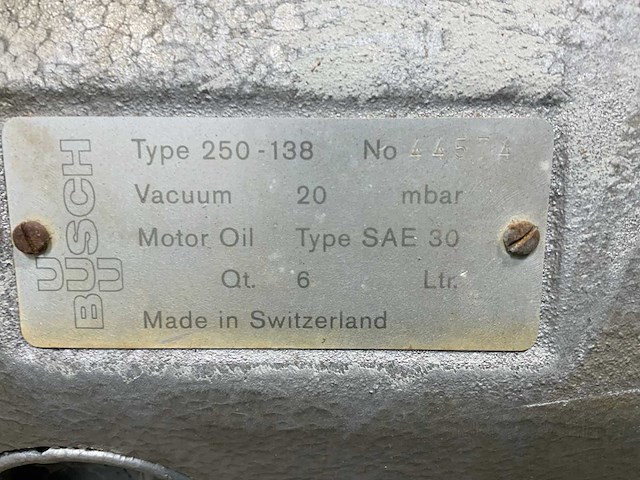 BUSCH
Type 250-138 No
Vacuum 20 mbar
Motor Oil Type SAE 30
Qt. 6 Ltr.
Made in Switzerland